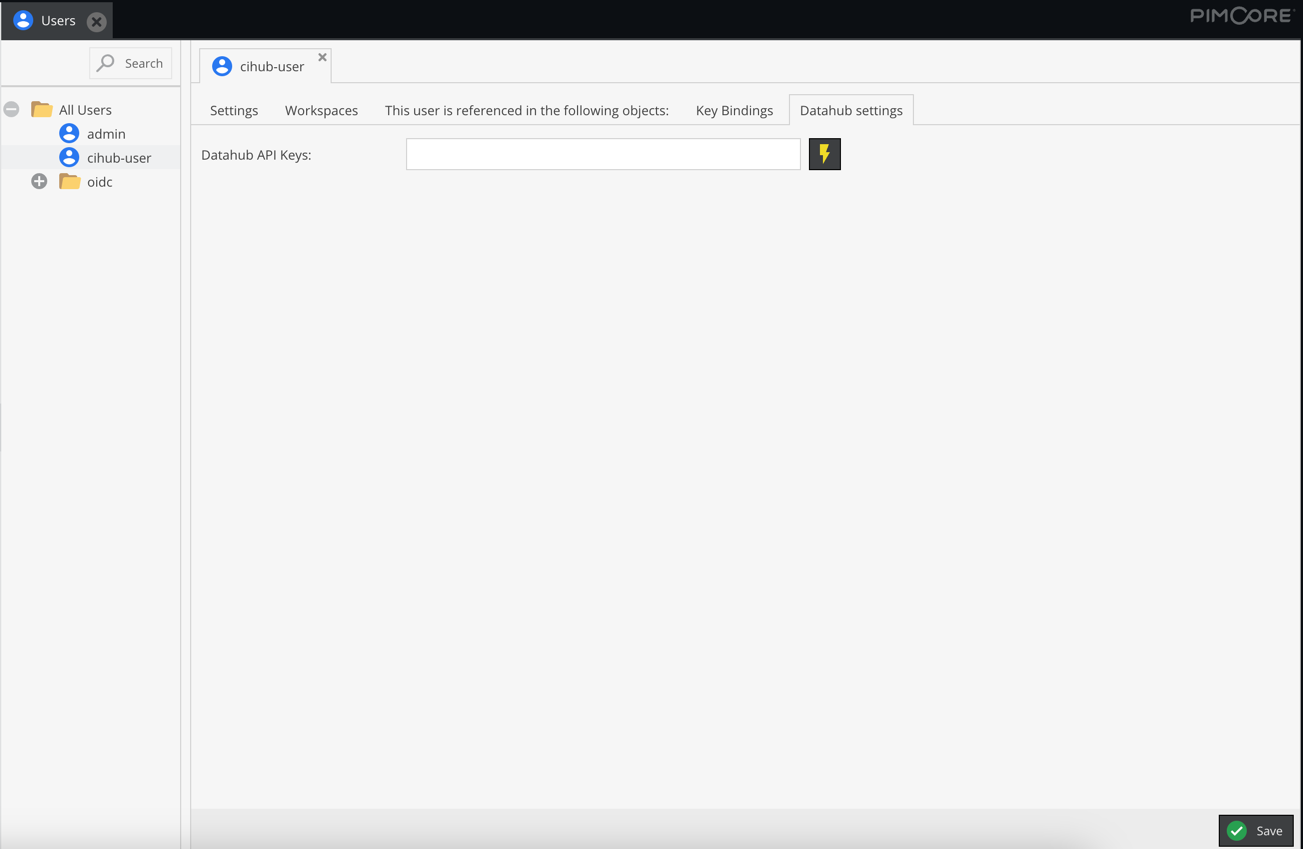 Users
PIMCORE
Search
cihub-user
All Users
admin
cihub-user
oidc
Settings Workspaces This user is referenced in the following objects: Key Bindings Datahub settings
Datahub API Keys:
Save